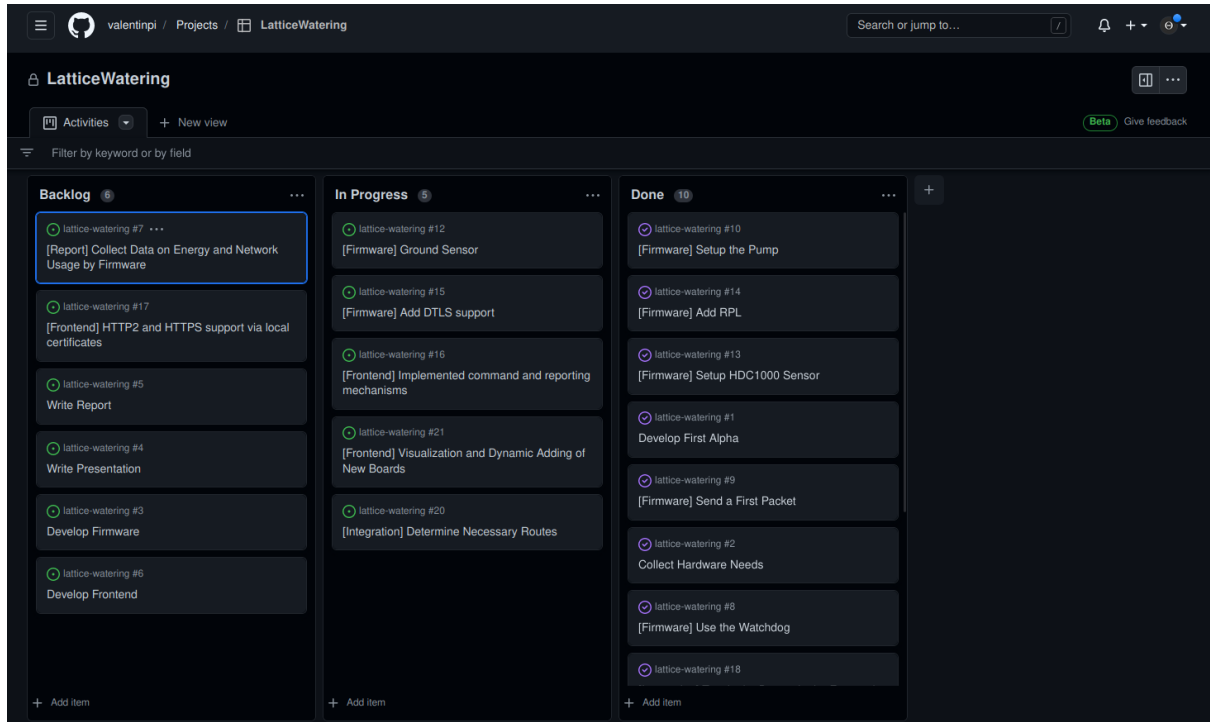 valentinpi / Projects / LatticeWatering
Search or jump to...
/
LatticeWatering
Activities
New view
Beta Give feedback
Filter by keyword or by field
Backlog 6
lattice-watering #7
[Report] Collect Data on Energy and Network
Usage by Firmware
lattice-watering #17
[Frontend] HTTP2 and HTTPS support via local
certificates
lattice-watering #5
Write Report
lattice-watering #4
Write Presentation
lattice-watering #3
Develop Firmware
lattice-watering #6
Develop Frontend
+ Add item
In Progress 5
lattice-watering #12
[Firmware] Ground Sensor
lattice-watering #15
[Firmware] Add DTLS support
lattice-watering #16
[Frontend] Implemented command and reporting
mechanisms
lattice-watering #21
[Frontend] Visualization and Dynamic Adding of
New Boards
lattice-watering #20
[Integration] Determine Necessary Routes
+ Add item
Done 10
lattice-watering #10
[Firmware] Setup the Pump
lattice-watering #14
[Firmware] Add RPL
lattice-watering #13
[Firmware] Setup HDC1000 Sensor
lattice-watering #1
Develop First Alpha
lattice-watering #9
[Firmware] Send a First Packet
lattice-watering #2
Collect Hardware Needs
lattice-watering #8
[Firmware] Use the Watchdog
lattice-watering #18
+ Add item